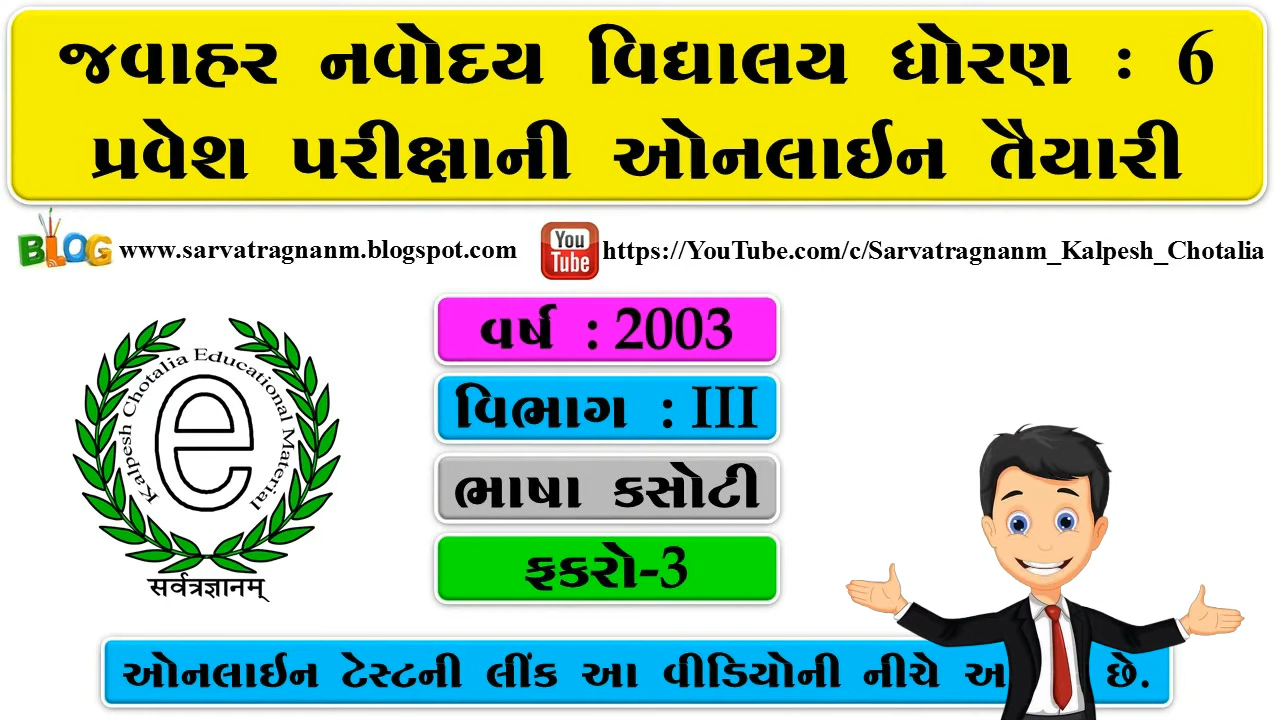 જવાહર નવોદય વિદ્યાલય ધોરણ : 6
પ્રવેશ પરીક્ષાની ઓનલાઈન તૈયારી
BLOG www.sarvatragnanm.blogspot.com You Tube https://YouTube.com/c/Sarvatragnanm_Kalpesh_Chotalia
Kalpesh Chotalia Educational Material
e
सर्वत्रज्ञानम्
વર્ષ : 2003
વિભાગ : III
ભાષા કસોટી
ફકરો-3
ઓનલાઈન ટેસ્ટની લીંક આ વીડિયોની નીચે છે.